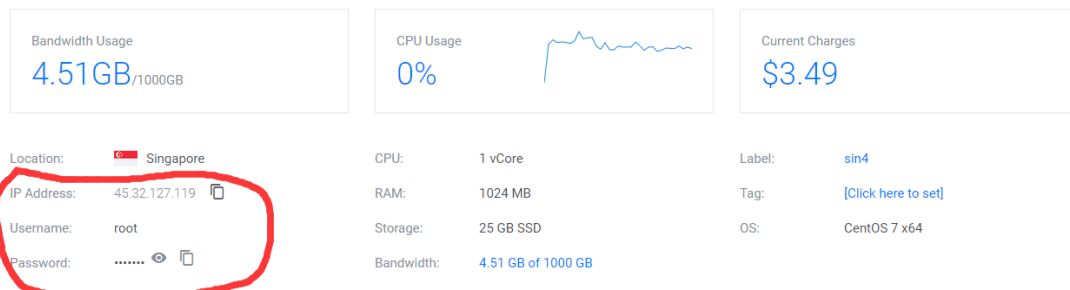 Bandwidth Usage
4.51GB/1000GB
CPU Usage
0%
Current Charges
$3.49
Location: Singapore
IP Address: 45.32.127.119
Username: root
Password: •••••••
CPU: 1 vCore
RAM: 1024 MB
Storage: 25 GB SSD
Bandwidth: 4.51 GB of 1000 GB
Label: sin4
Tag: [Click here to set]
OS: CentOS 7 x64